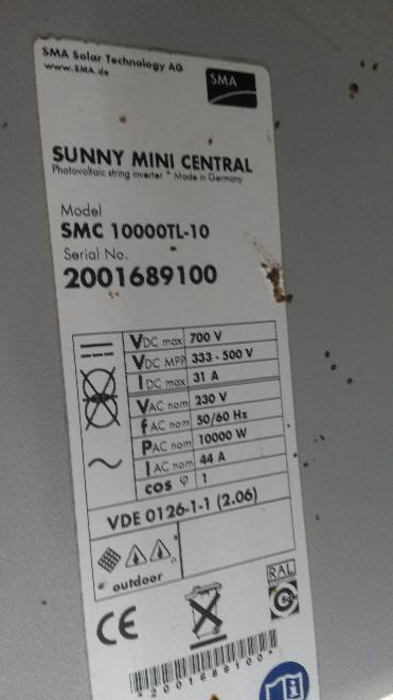 SMA Solar Technology AG
www.SMA.de
SMA
SUNNY MINI CENTRAL
Photovoltaic string inverter * Made in Germany
Model
SMC 10000TL-10
Serial No.
2001689100
VDC max 700 V
VDC MPP 333 - 500 V
IDC max 31 A
VAC nom 230 V
fAC nom 50/60 Hz
PAC nom 10000 W
IAC nom 44 A
cos φ 1
VDE 0126-1-1 (2.06)
outdoor
CE
RAL
*2001689100*